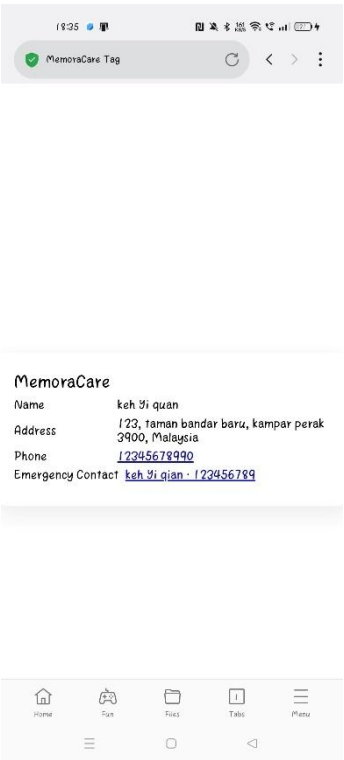 18:35
MemoraCare Tag
MemoraCare
Name keh Yi quan
Address 123, taman bandar baru, kampar perak
3900, Malaysia
Phone 12345678990
Emergency Contact keh Yi qian · 123456789
Home Fun Files Tabs Menu